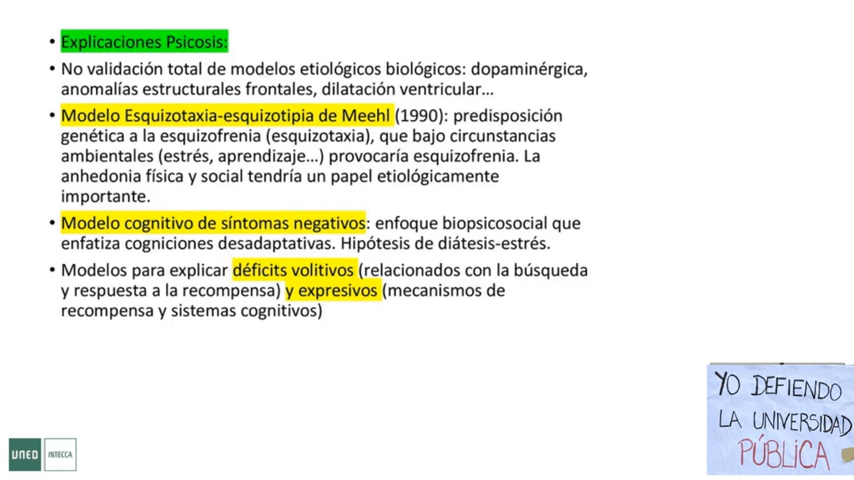 • Explicaciones Psicosis:
• No validación total de modelos etiológicos biológicos: dopaminérgica,
anomalías estructurales frontales, dilatación ventricular...
• Modelo Esquizotaxia-esquizotipia de Meehl (1990): predisposición
genética a la esquizofrenia (esquizotaxia), que bajo circunstancias
ambientales (estrés, aprendizaje...) provocaría esquizofrenia. La
anhedonia física y social tendría un papel etiológicamente
importante.
• Modelo cognitivo de síntomas negativos: enfoque biopsicosocial que
enfatiza cogniciones desadaptativas. Hipótesis de diátesis-estrés.
• Modelos para explicar déficits volitivos (relacionados con la búsqueda
y respuesta a la recompensa) y expresivos (mecanismos de
recompensa y sistemas cognitivos)
YO DEFIENDO
LA UNIVERSIDAD
PÚBLICA
UNED INTECCA